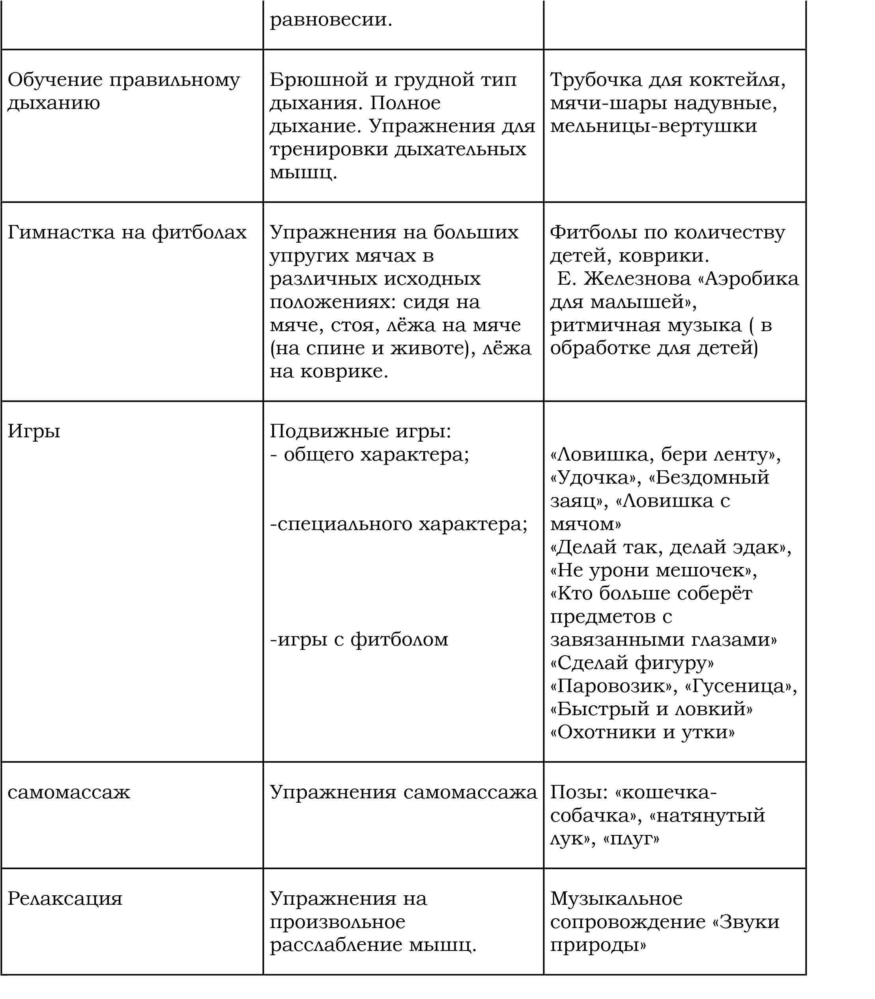 равновесии.
Обучение правильному
дыханию
Брюшной и грудной тип
дыхания. Полное
дыхание. Упражнения для
тренировки дыхательных
мышц.
Трубочка для коктейля,
мячи-шары надувные,
мельницы-вертушки
Гимнастка на фитболах
Упражнения на больших
упругих мячах в
различных исходных
положениях: сидя на
мяче, стоя, лёжа на мяче
(на спине и животе), лёжа
на коврике.
Фитболы по количеству
детей, коврики.
Е. Железнова «Аэробика
для малышей»,
ритмичная музыка ( в
обработке для детей)
Игры
Подвижные игры:
- общего характера;
-специального характера;
-игры с фитболом
«Ловишка, бери ленту»,
«Удочка», «Бездомный
заяц», «Ловишка с
мячом»
«Делай так, делай эдак»,
«Не урони мешочек»,
«Кто больше соберёт
предметов с
завязанными глазами»
«Сделай фигуру»
«Паровозик», «Гусеница»,
«Быстрый и ловкий»
«Охотники и утки»
самомассаж
Упражнения самомассажа
Позы: «кошечка-
собачка», «натянутый
лук», «плуг»
Релаксация
Упражнения на
произвольное
расслабление мышц.
Музыкальное
сопровождение «Звуки
природы»